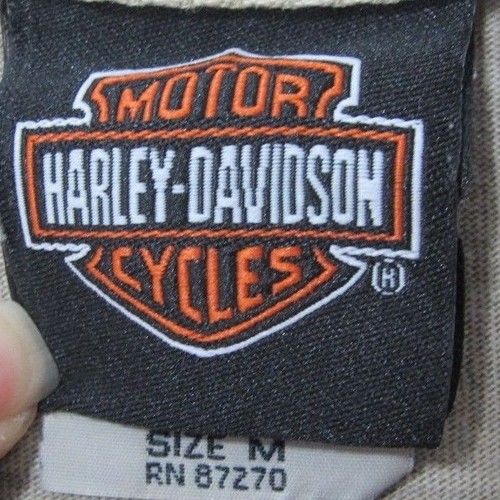 MOTOR
HARLEY-DAVIDSON
CYCLES
(R)
SIZE M
RN 87270